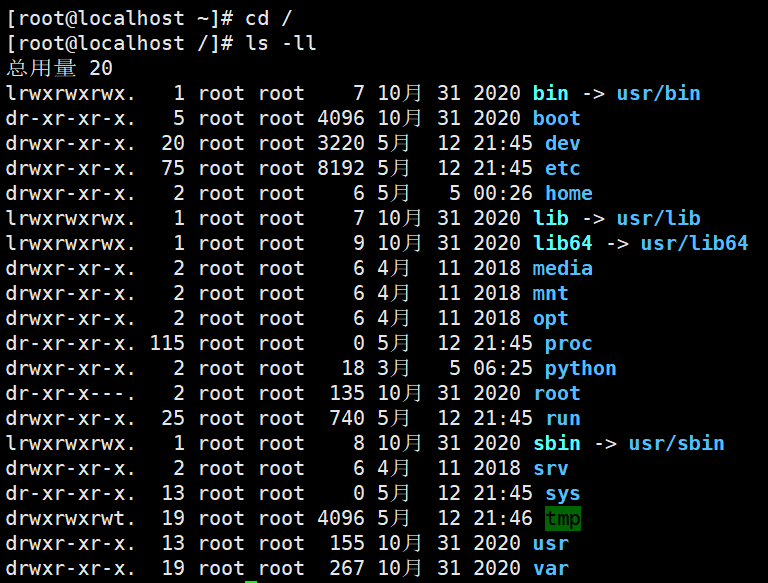 [root@localhost ~]# cd /
[root@localhost /]# ls -ll
总用量 20
lrwxrwxrwx.   1 root root    7 10月 31 2020 bin -> usr/bin
dr-xr-xr-x.   5 root root 4096 10月 31 2020 boot
drwxr-xr-x.  20 root root 3220 5月  12 21:45 dev
drwxr-xr-x.  75 root root 8192 5月  12 21:45 etc
drwxr-xr-x.   2 root root    6 5月   5 00:26 home
lrwxrwxrwx.   1 root root    7 10月 31 2020 lib -> usr/lib
lrwxrwxrwx.   1 root root    9 10月 31 2020 lib64 -> usr/lib64
drwxr-xr-x.   2 root root    6 4月  11 2018 media
drwxr-xr-x.   2 root root    6 4月  11 2018 mnt
drwxr-xr-x.   2 root root    6 4月  11 2018 opt
dr-xr-xr-x. 115 root root    0 5月  12 21:45 proc
drwxr-xr-x.   2 root root   18 3月   5 06:25 python
dr-xr-x---.   2 root root  135 10月 31 2020 root
drwxr-xr-x.  25 root root  740 5月  12 21:45 run
lrwxrwxrwx.   1 root root    8 10月 31 2020 sbin -> usr/sbin
drwxr-xr-x.   2 root root    6 4月  11 2018 srv
dr-xr-xr-x.  13 root root    0 5月  12 21:45 sys
drwxrwxrwt.  19 root root 4096 5月  12 21:46 tmp
drwxr-xr-x.  13 root root  155 10月 31 2020 usr
drwxr-xr-x.  19 root root  267 10月 31 2020 var